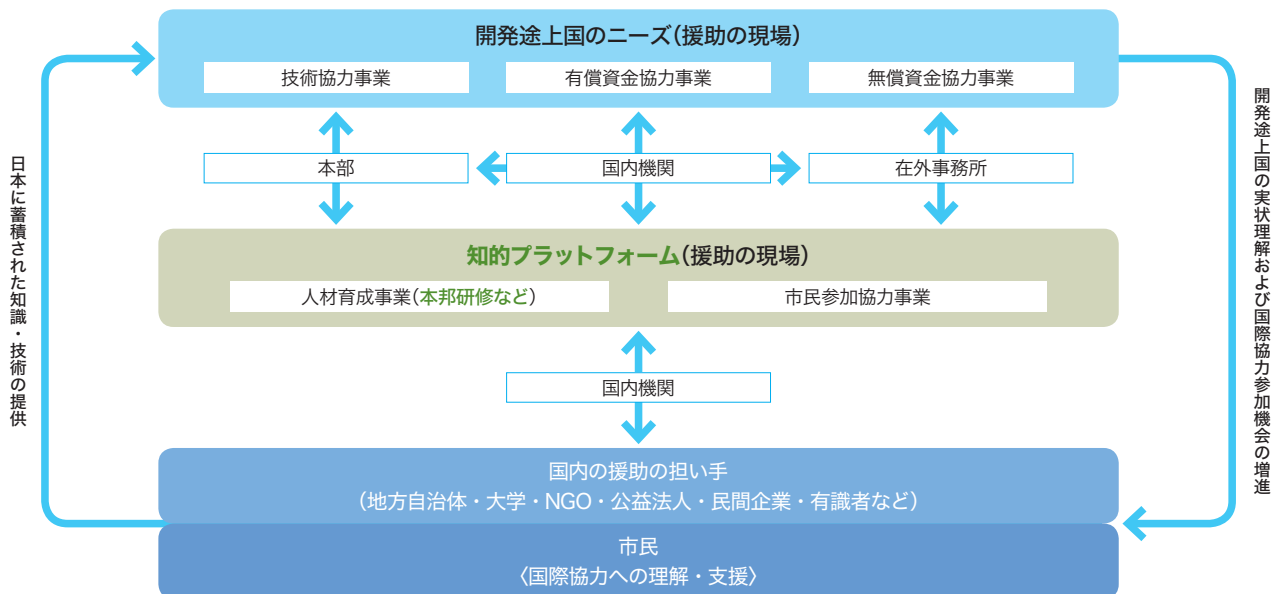 開発途上国のニーズ(援助の現場)
技術協力事業
有償資金協力事業
無償資金協力事業
本部
国内機関
在外事務所
知的プラットフォーム(援助の現場)
人材育成事業(本邦研修など)
市民参加協力事業
国内機関
国内の援助の担い手
(地方自治体・大学・NGO・公益法人・民間企業・有識者など)
市民
〈国際協力への理解・支援〉
日本に蓄積された知識・技術の提供
開発途上国の実状理解および国際協力参加機会の増進